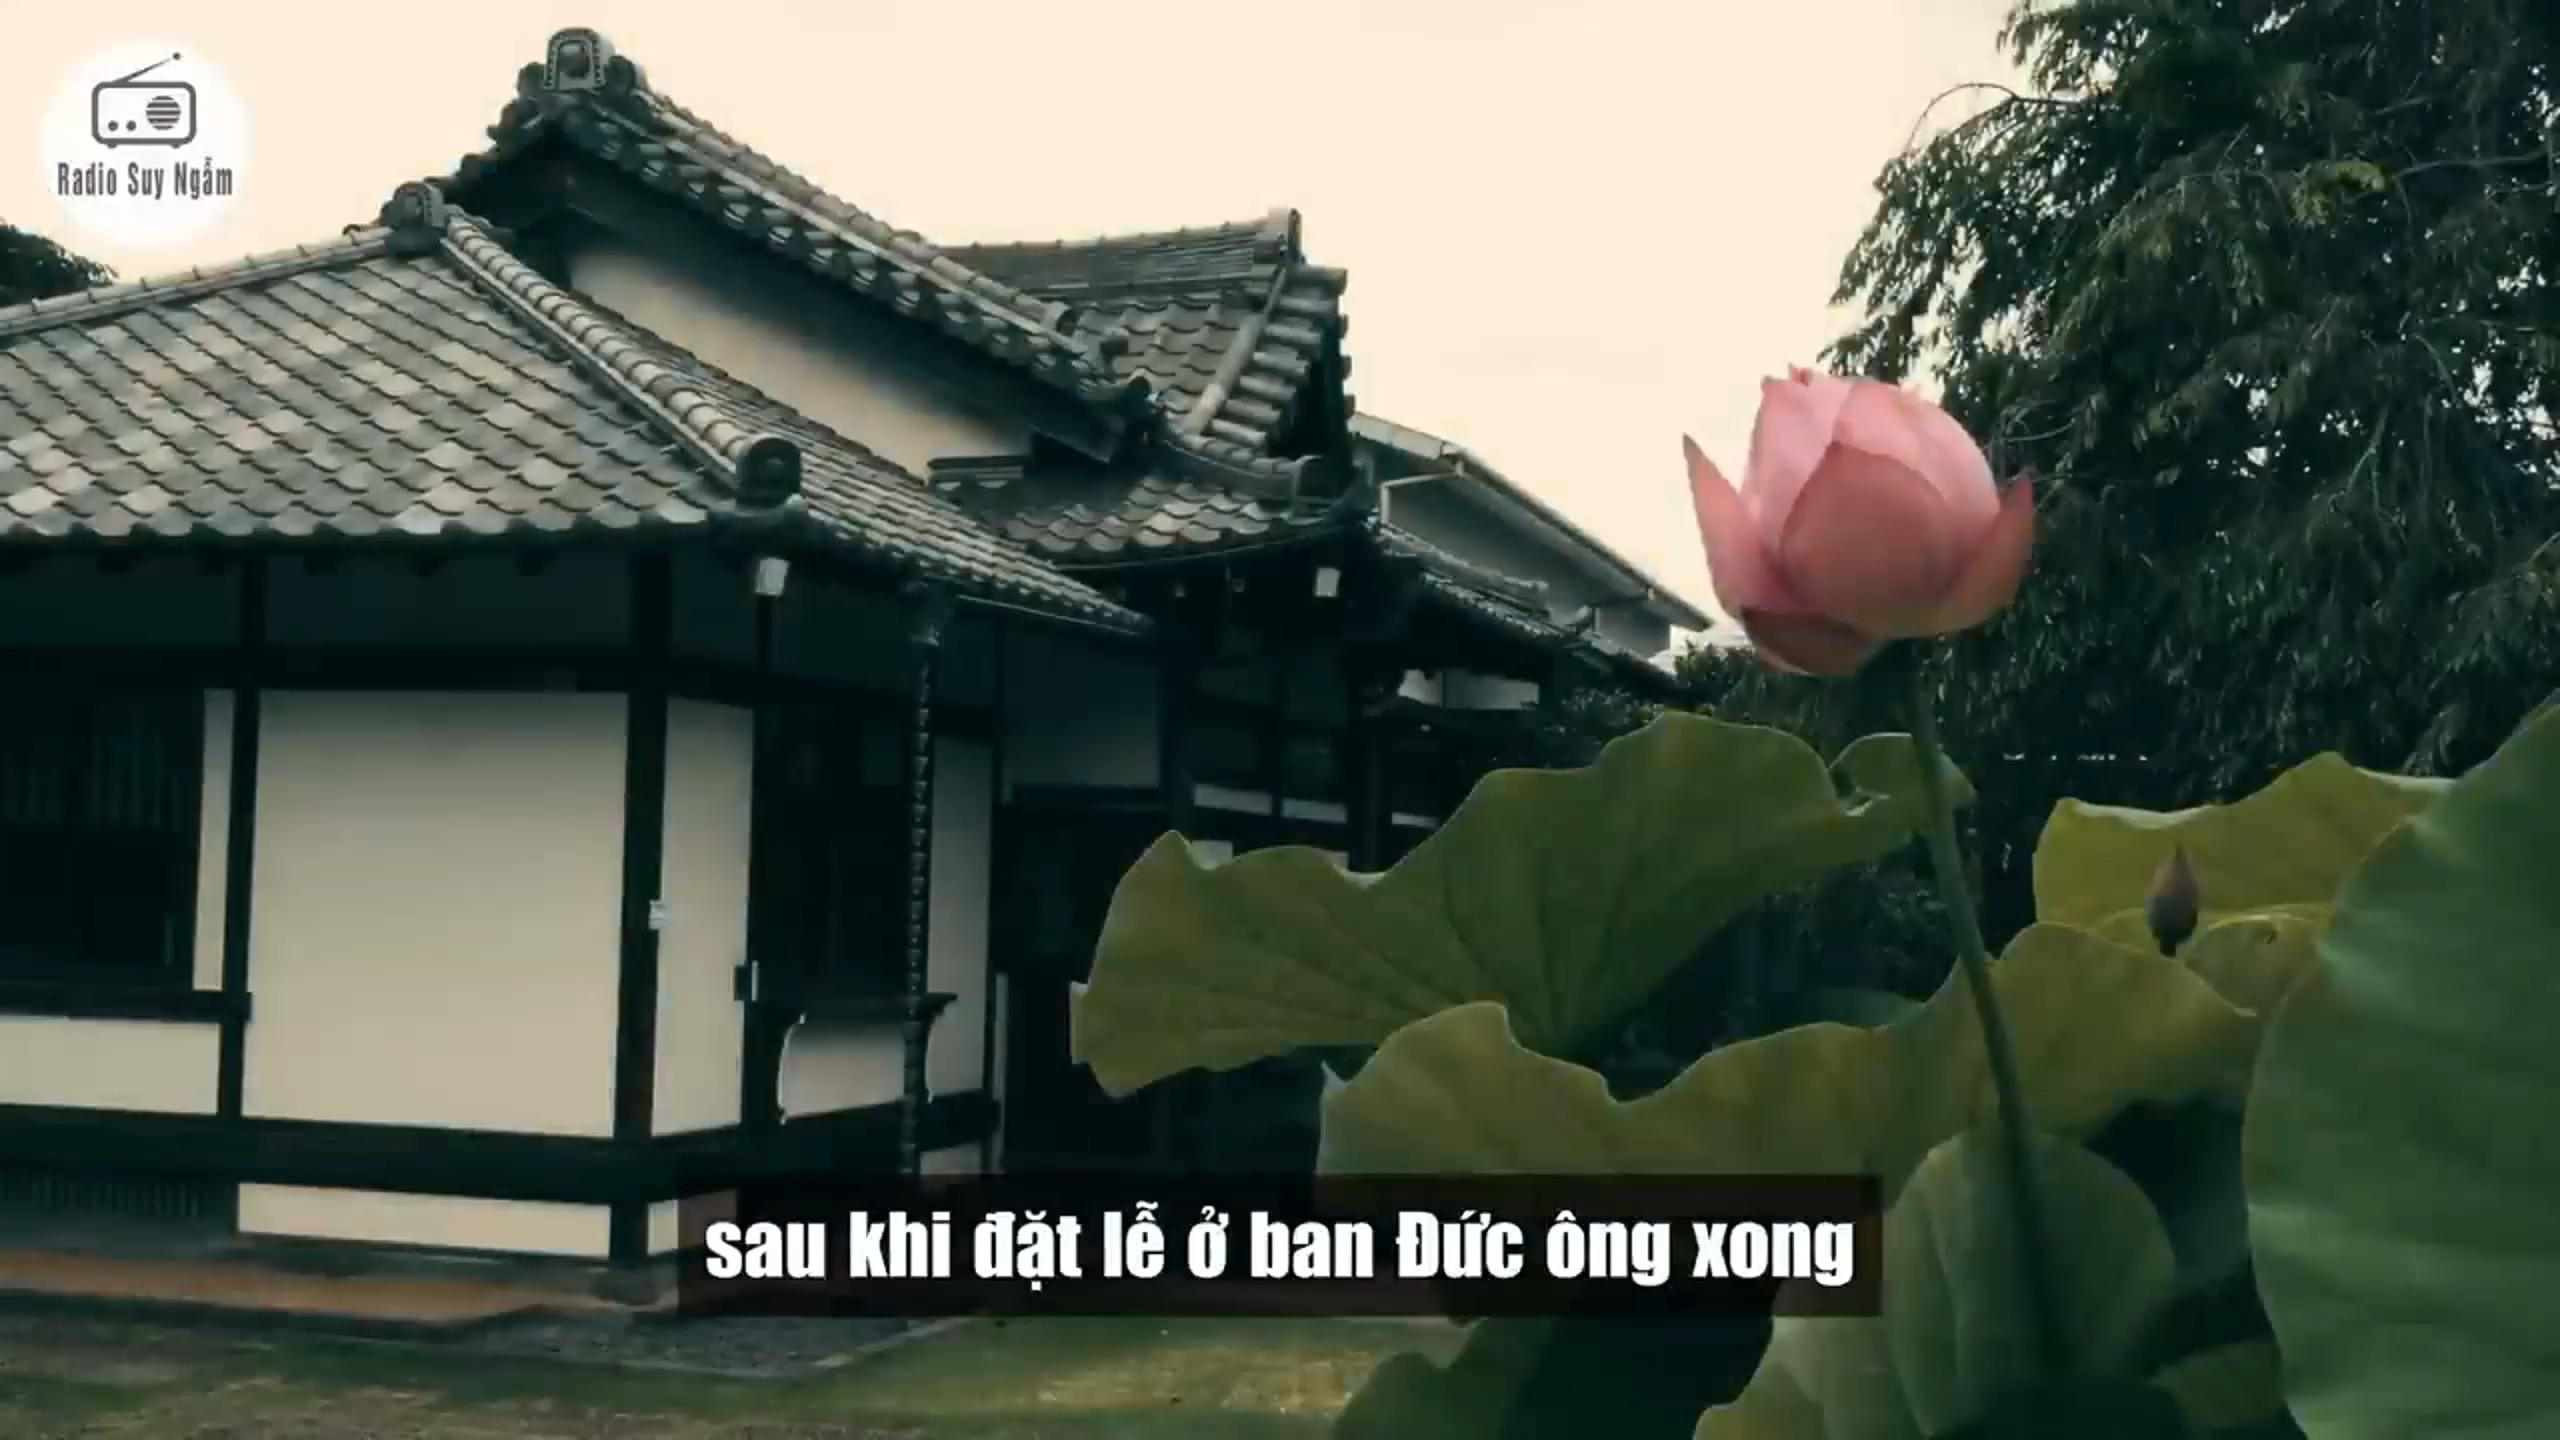 Radio Suy Ngẫm
sau khi đặt lễ ở ban Đức ông xong